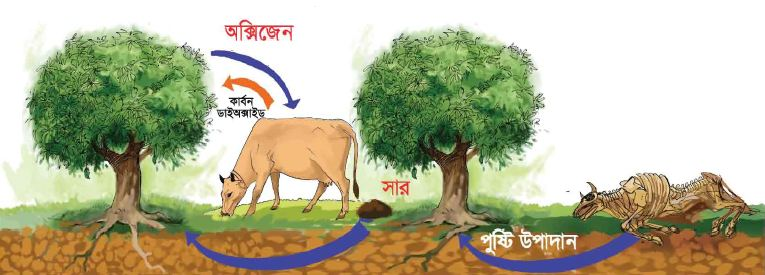 অক্সিজেন
কার্বন
ডাইঅক্সাইড
সার
পুষ্টি উপাদান